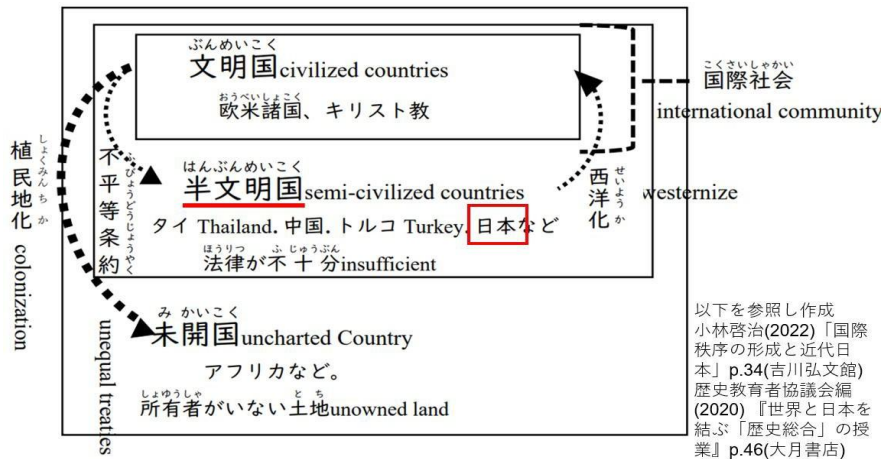 ぶんめいこく
文明国civilized countries
おうべいしょこく
欧米諸国、キリスト教
こくさいしゃかい
国際社会
international community
しょくみんちか
植民地化 colonization
ふびょうどうじょうやく
不平等条約
unequal treaties
はんぶんめいこく
半文明国semi-civilized countries
せいようか
西洋化
westernize
タイ Thailand. 中国. トルコ Turkey. 日本など
ほうりつ ふじゅうぶん
法律が不十分insufficient
みかいこく
未開国uncharted Country
アフリカなど。
しょゆうしゃ とち
所有者がいない土地unowned land
以下を参照し作成
小林啓治(2022)「国際
秩序の形成と近代日
本」p.34(吉川弘文館)
歴史教育者協議会編
(2020) 『世界と日本を
結ぶ「歴史総合」の授
業』p.46(大月書店)